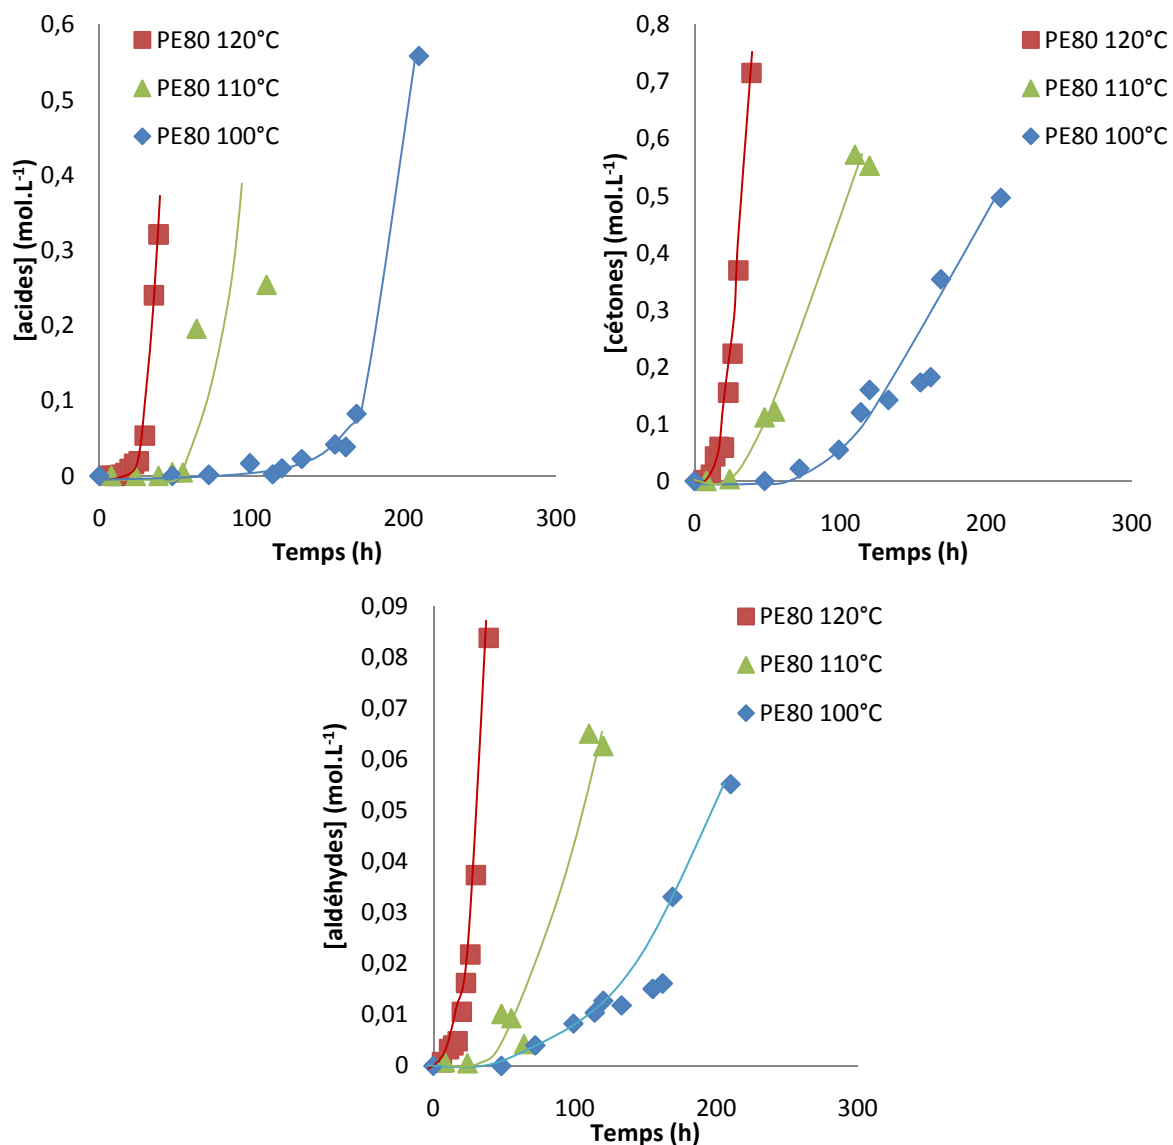 0,6
0,5
0,4
0,3
0,2
0,1
0
[acides] (mol.L-1)
PE80 120°C
PE80 110°C
PE80 100°C
0 100 200 300
Temps (h)
0,8
0,7
0,6
0,5
0,4
0,3
0,2
0,1
0
[cétones] (mol.L-1)
PE80 120°C
PE80 110°C
PE80 100°C
0 100 200 300
Temps (h)
0,09
0,08
0,07
0,06
0,05
0,04
0,03
0,02
0,01
0
[aldéhydes] (mol.L-1)
PE80 120°C
PE80 110°C
PE80 100°C
0 100 200 300
Temps (h)